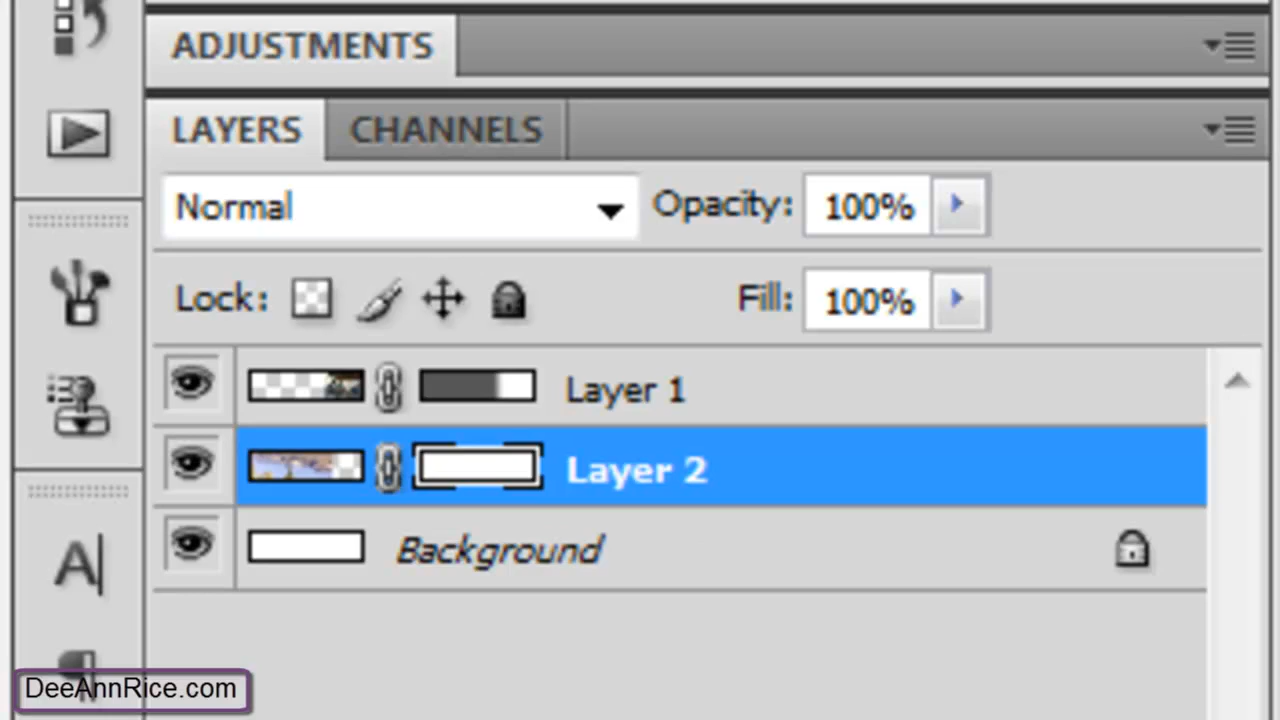 ADJUSTMENTS
LAYERS CHANNELS
Normal Opacity: 100%
Lock: Fill: 100%
Layer 1
Layer 2
Background
A
DeeAnnRice.com